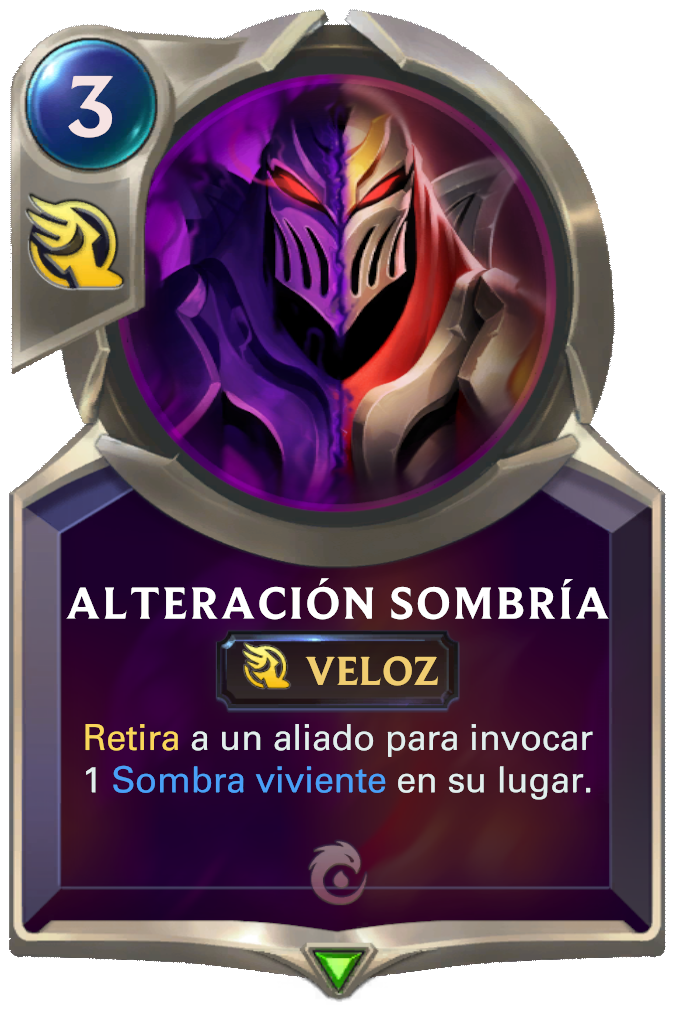 3
ALTERACIÓN SOMBRÍA
VELOZ
Retira a un aliado para invocar
1 Sombra viviente en su lugar.